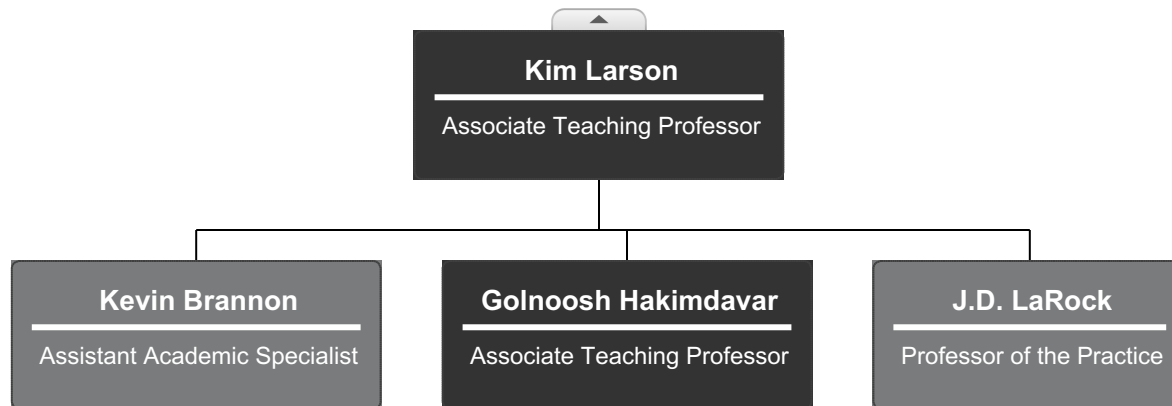 Kim Larson
Associate Teaching Professor
Kevin Brannon
Assistant Academic Specialist
Golnoosh Hakimdavar
Associate Teaching Professor
J.D. LaRock
Professor of the Practice